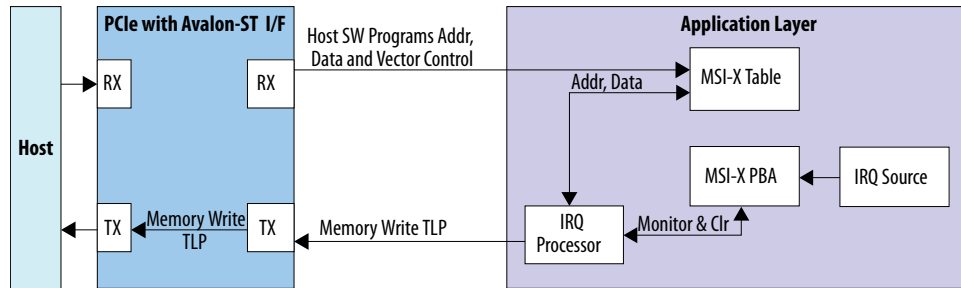 PCIe with Avalon-ST I/F
Application Layer
Host SW Programs Addr,
Data and Vector Control
RX
RX
Addr, Data
MSI-X Table
Host
MSI-X PBA
IRQ Source
TX
Memory Write
TLP
TX
Memory Write TLP
IRQ
Processor
Monitor & Clr